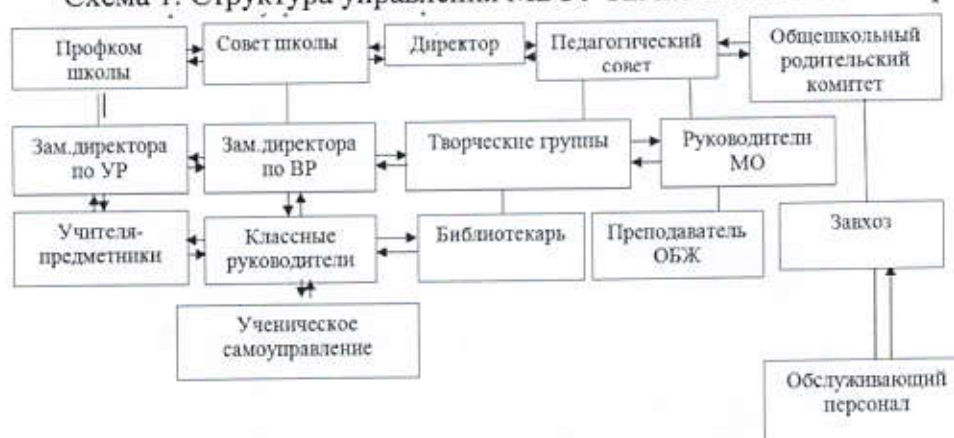 Схема 1. Структура управления
Профком
школы
Совет школы
Директор
Педагогический
совет
Общешкольный
родительский
комитет
Зам.директора
по УР
Зам.директора
по ВР
Творческие группы
Руководители
МО
Учителя-
предметники
Классные
руководители
Библиотекарь
Преподаватель
ОБЖ
Завхоз
Ученическое
самоуправление
Обслуживающий
персонал